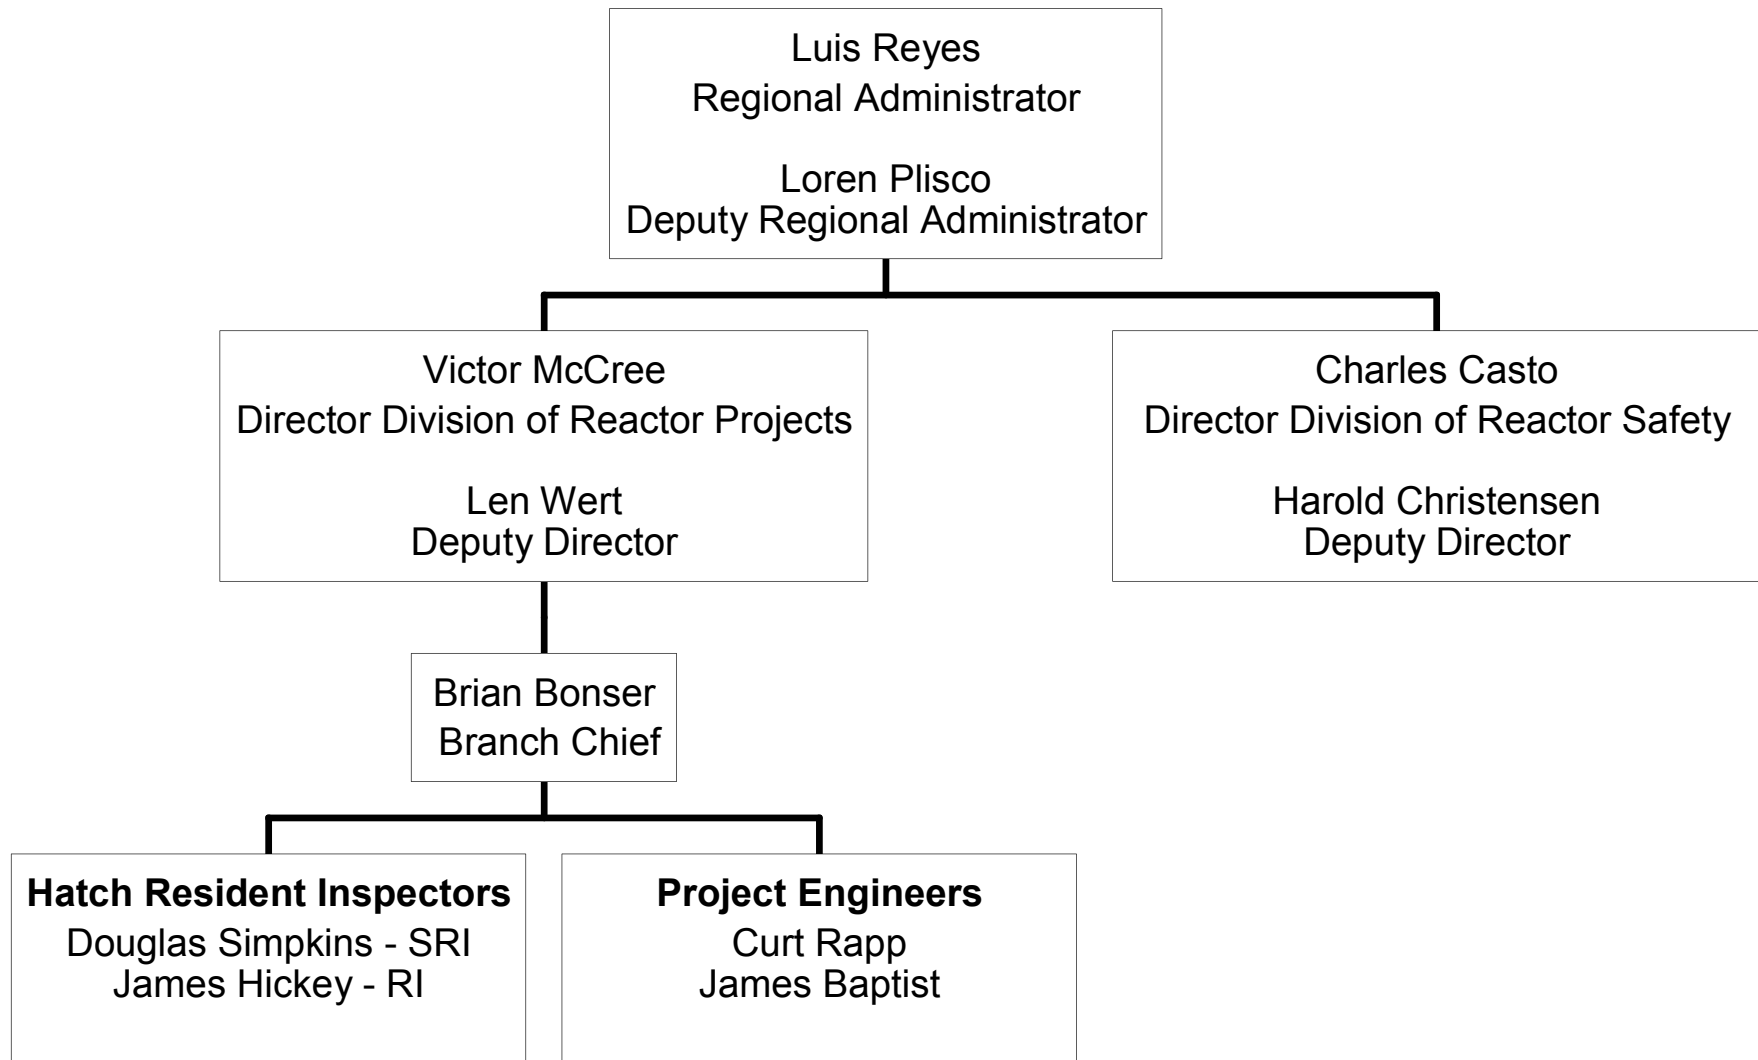 Luis Reyes
Regional Administrator
Loren Plisco
Deputy Regional Administrator
Victor McCree
Director Division of Reactor Projects
Len Wert
Deputy Director
Charles Casto
Director Division of Reactor Safety
Harold Christensen
Deputy Director
Brian Bonser
Branch Chief
Hatch Resident Inspectors
Douglas Simpkins - SRI
James Hickey - RI
Project Engineers
Curt Rapp
James Baptist